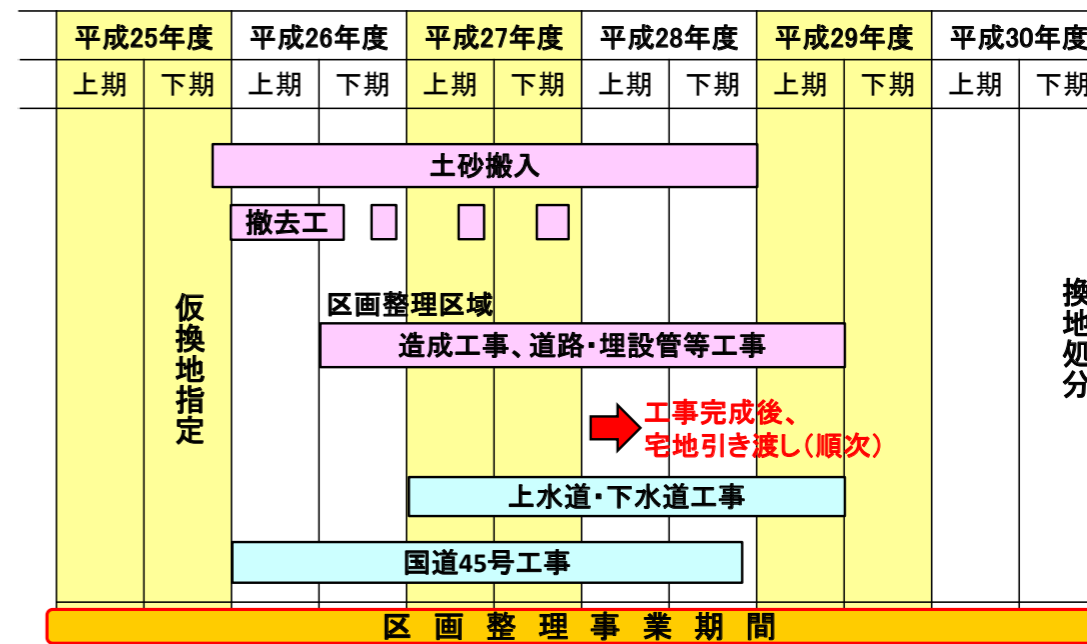 平成25年度 平成26年度 平成27年度 平成28年度 平成29年度 平成30年度
上期 下期 上期 下期 上期 下期 上期 下期 上期 下期 上期 下期
土砂搬入
撤去工
仮換地指定
区画整理区域
造成工事、道路・埋設管等工事
換地処分
工事完成後、
宅地引き渡し(順次)
上水道・下水道工事
国道45号工事
区画整理事業期間